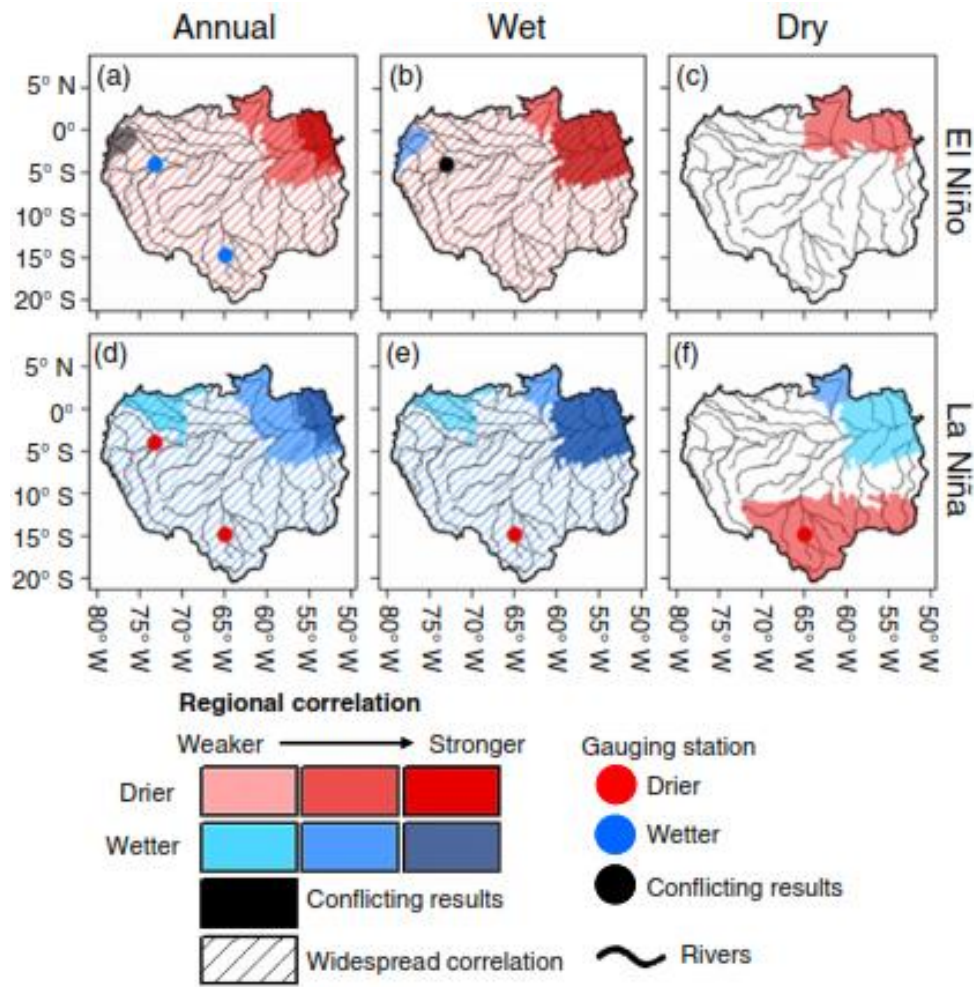 Annual Wet Dry
(a) (b) (c)
5° N
0°
5° S
10° S
15° S
20° S
El Niño
(d) (e) (f)
5° N
0°
5° S
10° S
15° S
20° S
La Niña
80° W 75° W 70° W 65° W 60° W 55° W 50° W 80° W 75° W 70° W 65° W 60° W 55° W 50° W 80° W 75° W 70° W 65° W 60° W 55° W 50° W
Regional correlation
Weaker Stronger
Drier
Wetter
Conflicting results
Widespread correlation
Gauging station
Drier
Wetter
Conflicting results
Rivers